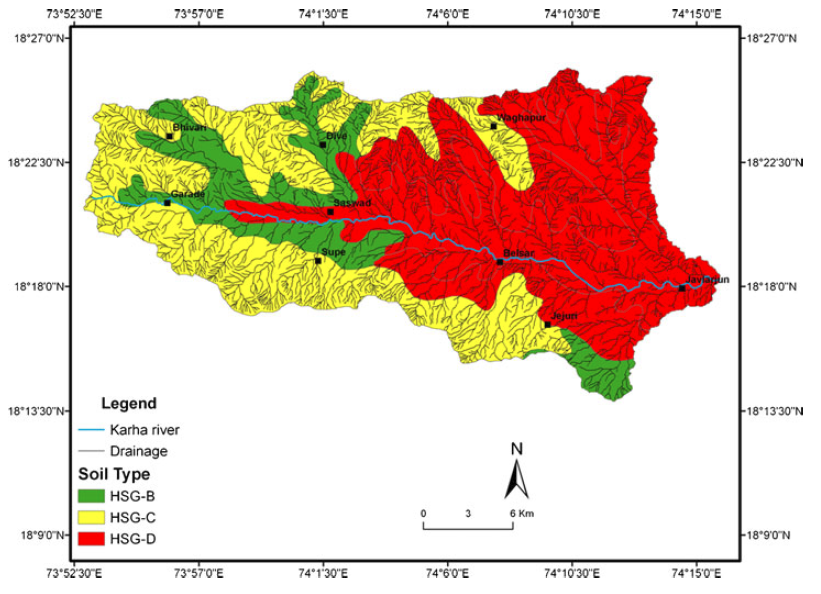 73°52'30"E 73°57'0"E 74°1'30"E 74°6'0"E 74°10'30"E 74°15'0"E
18°27'0"N 18°27'0"N
Waghapur
Bhivari
Dive
18°22'30"N 18°22'30"N
Garade
Saswad
Supe
Belsar
18°18'0"N 18°18'0"N
Jejuri
18°13'30"N 18°13'30"N
Legend
Karha river
Drainage
Soil Type
HSG-B
HSG-C
HSG-D
N
0 3 6 Km
18°9'0"N 18°9'0"N
73°52'30"E 73°57'0"E 74°1'30"E 74°6'0"E 74°10'30"E 74°15'0"E